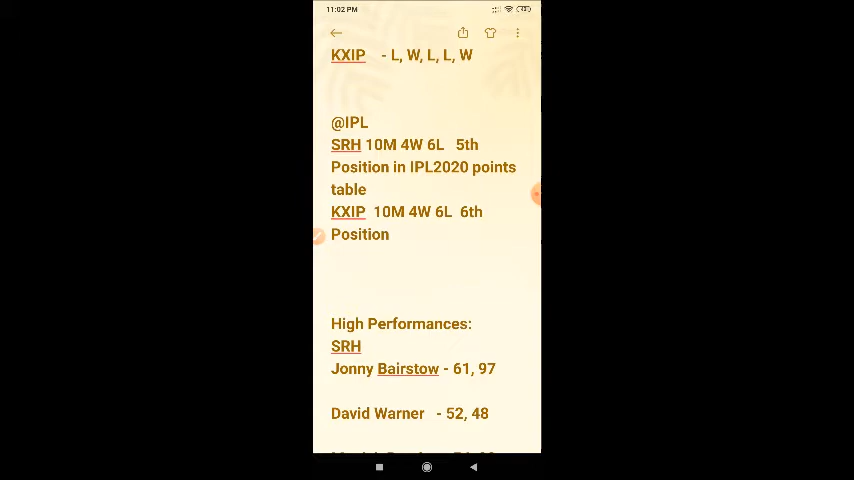 11:02 PM
KXIP - L, W, L, L, W
@IPL
SRH 10M 4W 6L 5th
Position in IPL2020 points
table
KXIP 10M 4W 6L 6th
Position
High Performances:
SRH
Jonny Bairstow - 61, 97
David Warner - 52, 48